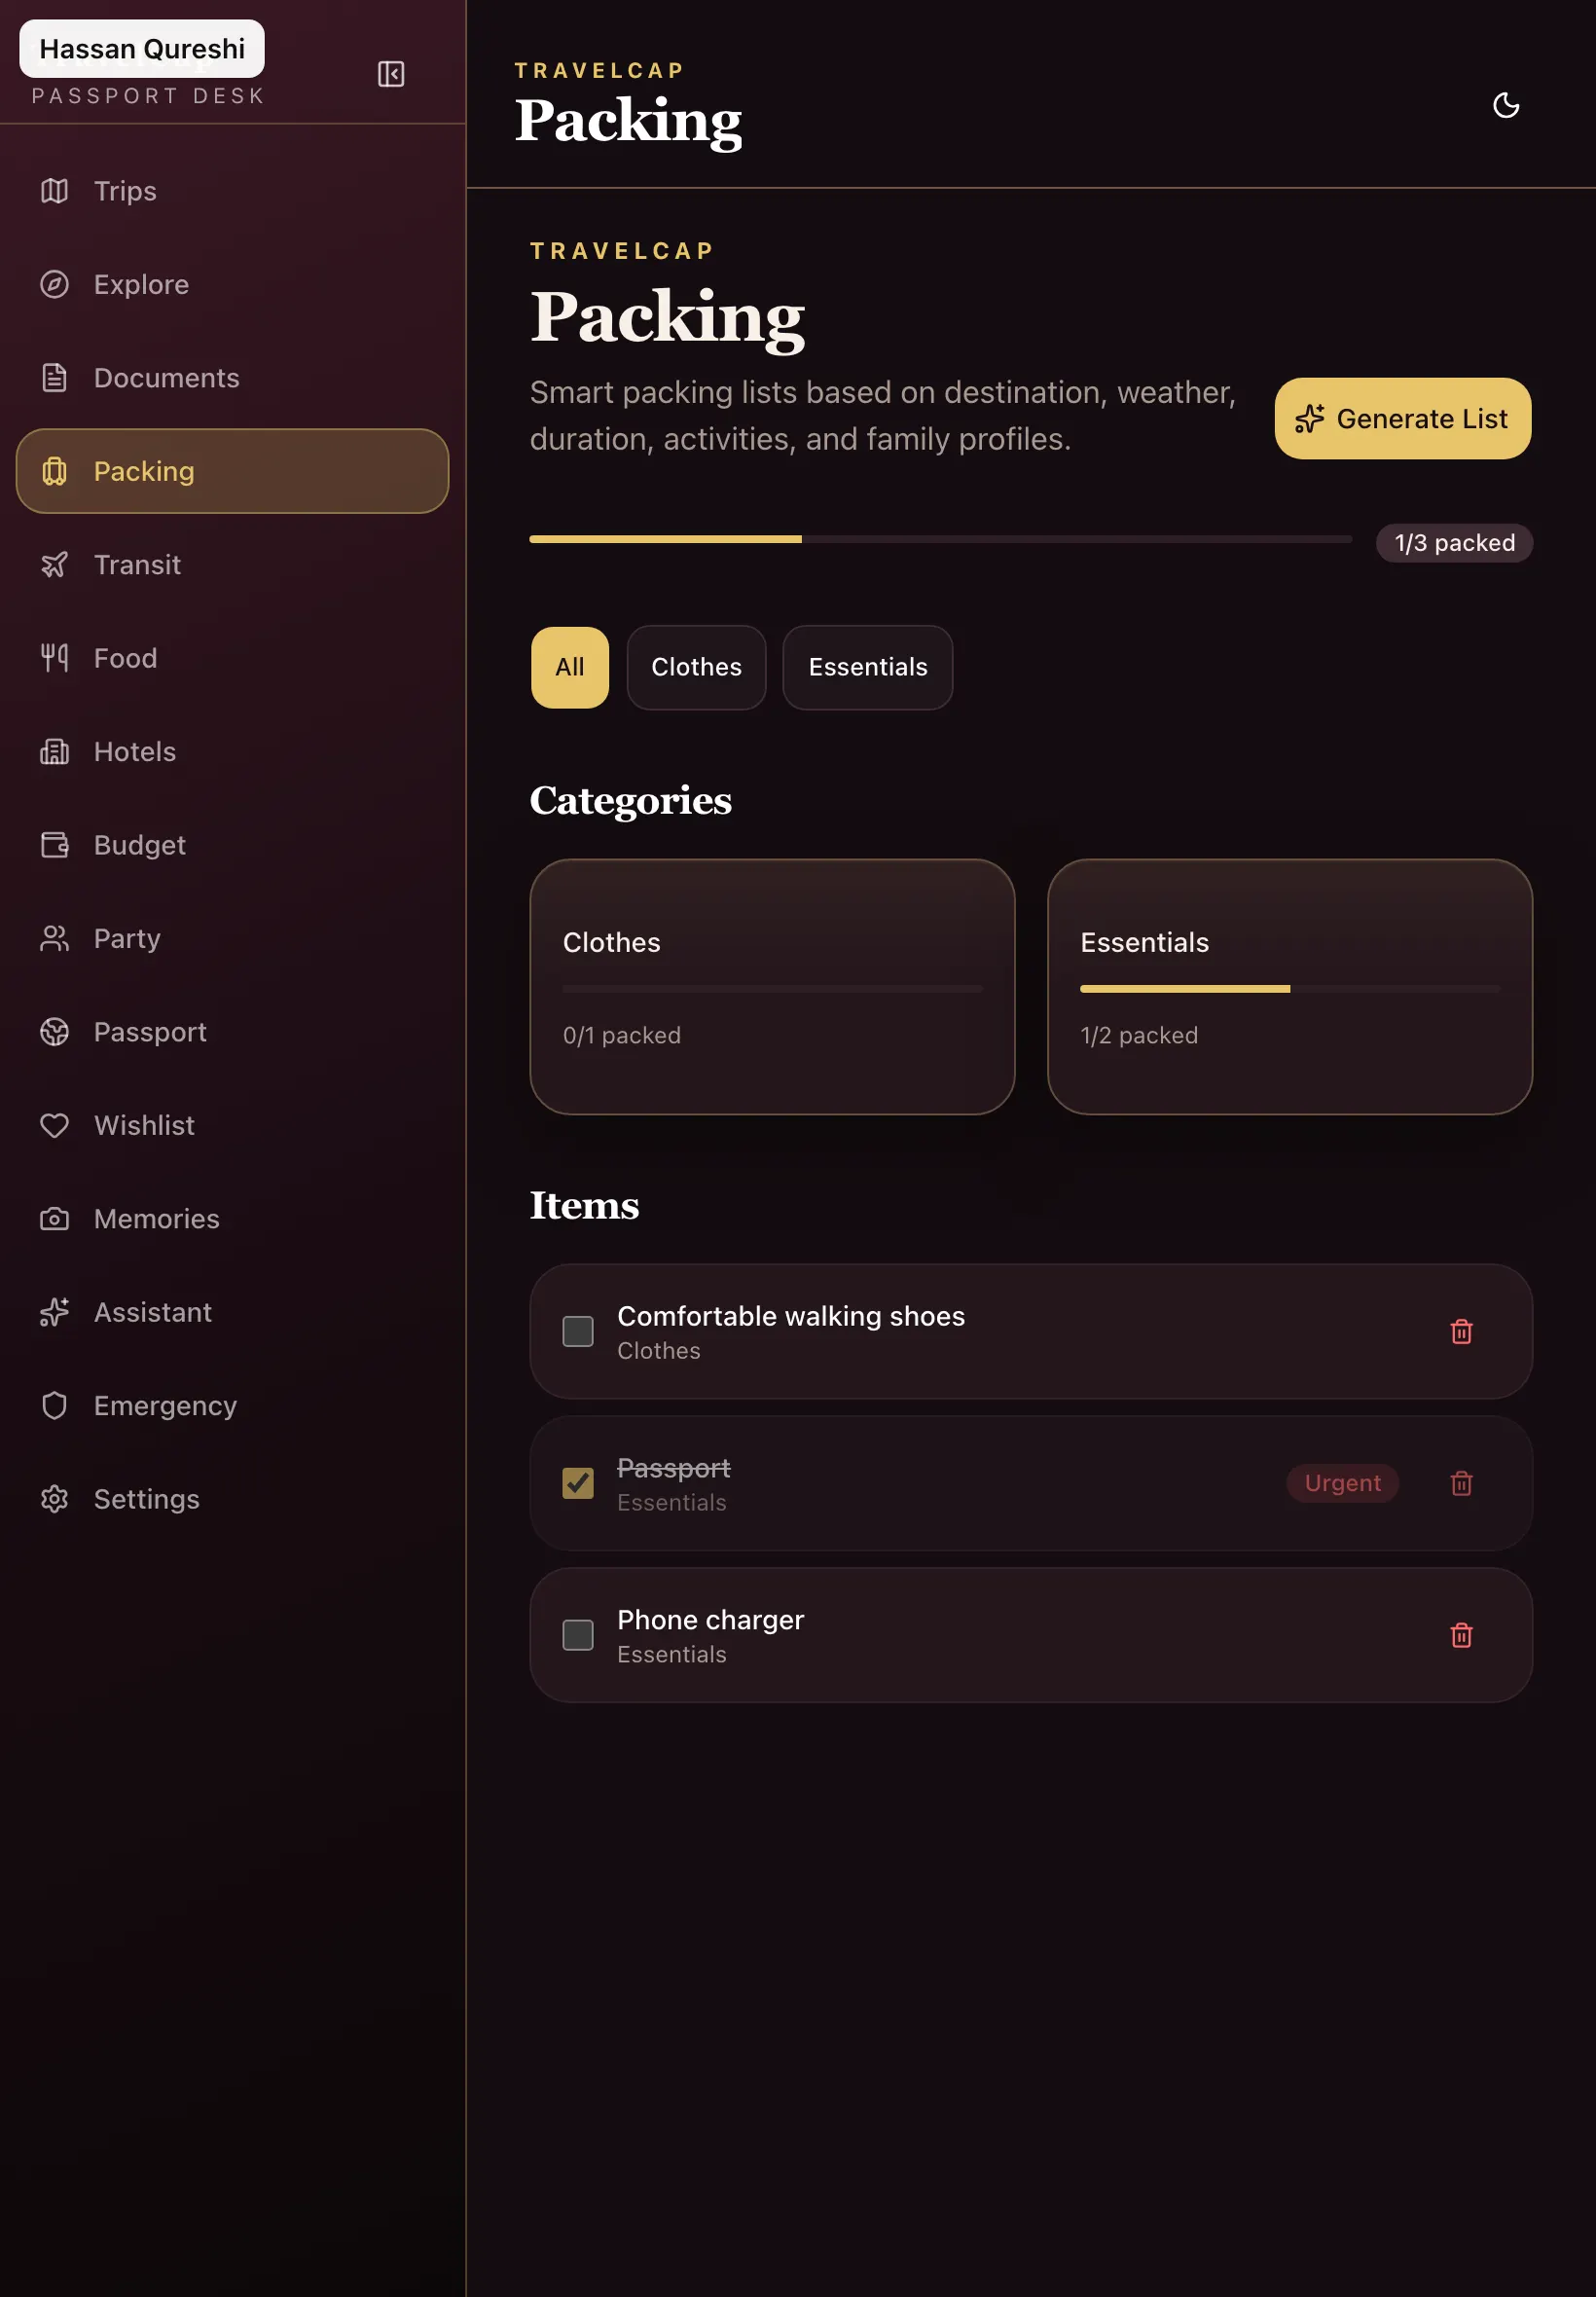 Hassan Qureshi
PASSPORT DESK
Trips
Explore
Documents
Packing
Transit
Food
Hotels
Budget
Party
Passport
Wishlist
Memories
Assistant
Emergency
Settings
TRAVELCAP
Packing
TRAVELCAP
Packing
Smart packing lists based on destination, weather,
duration, activities, and family profiles.
Generate List
1/3 packed
All
Clothes
Essentials
Categories
Clothes
0/1 packed
Essentials
1/2 packed
Items
Comfortable walking shoes
Clothes
Passport
Essentials
Urgent
Phone charger
Essentials